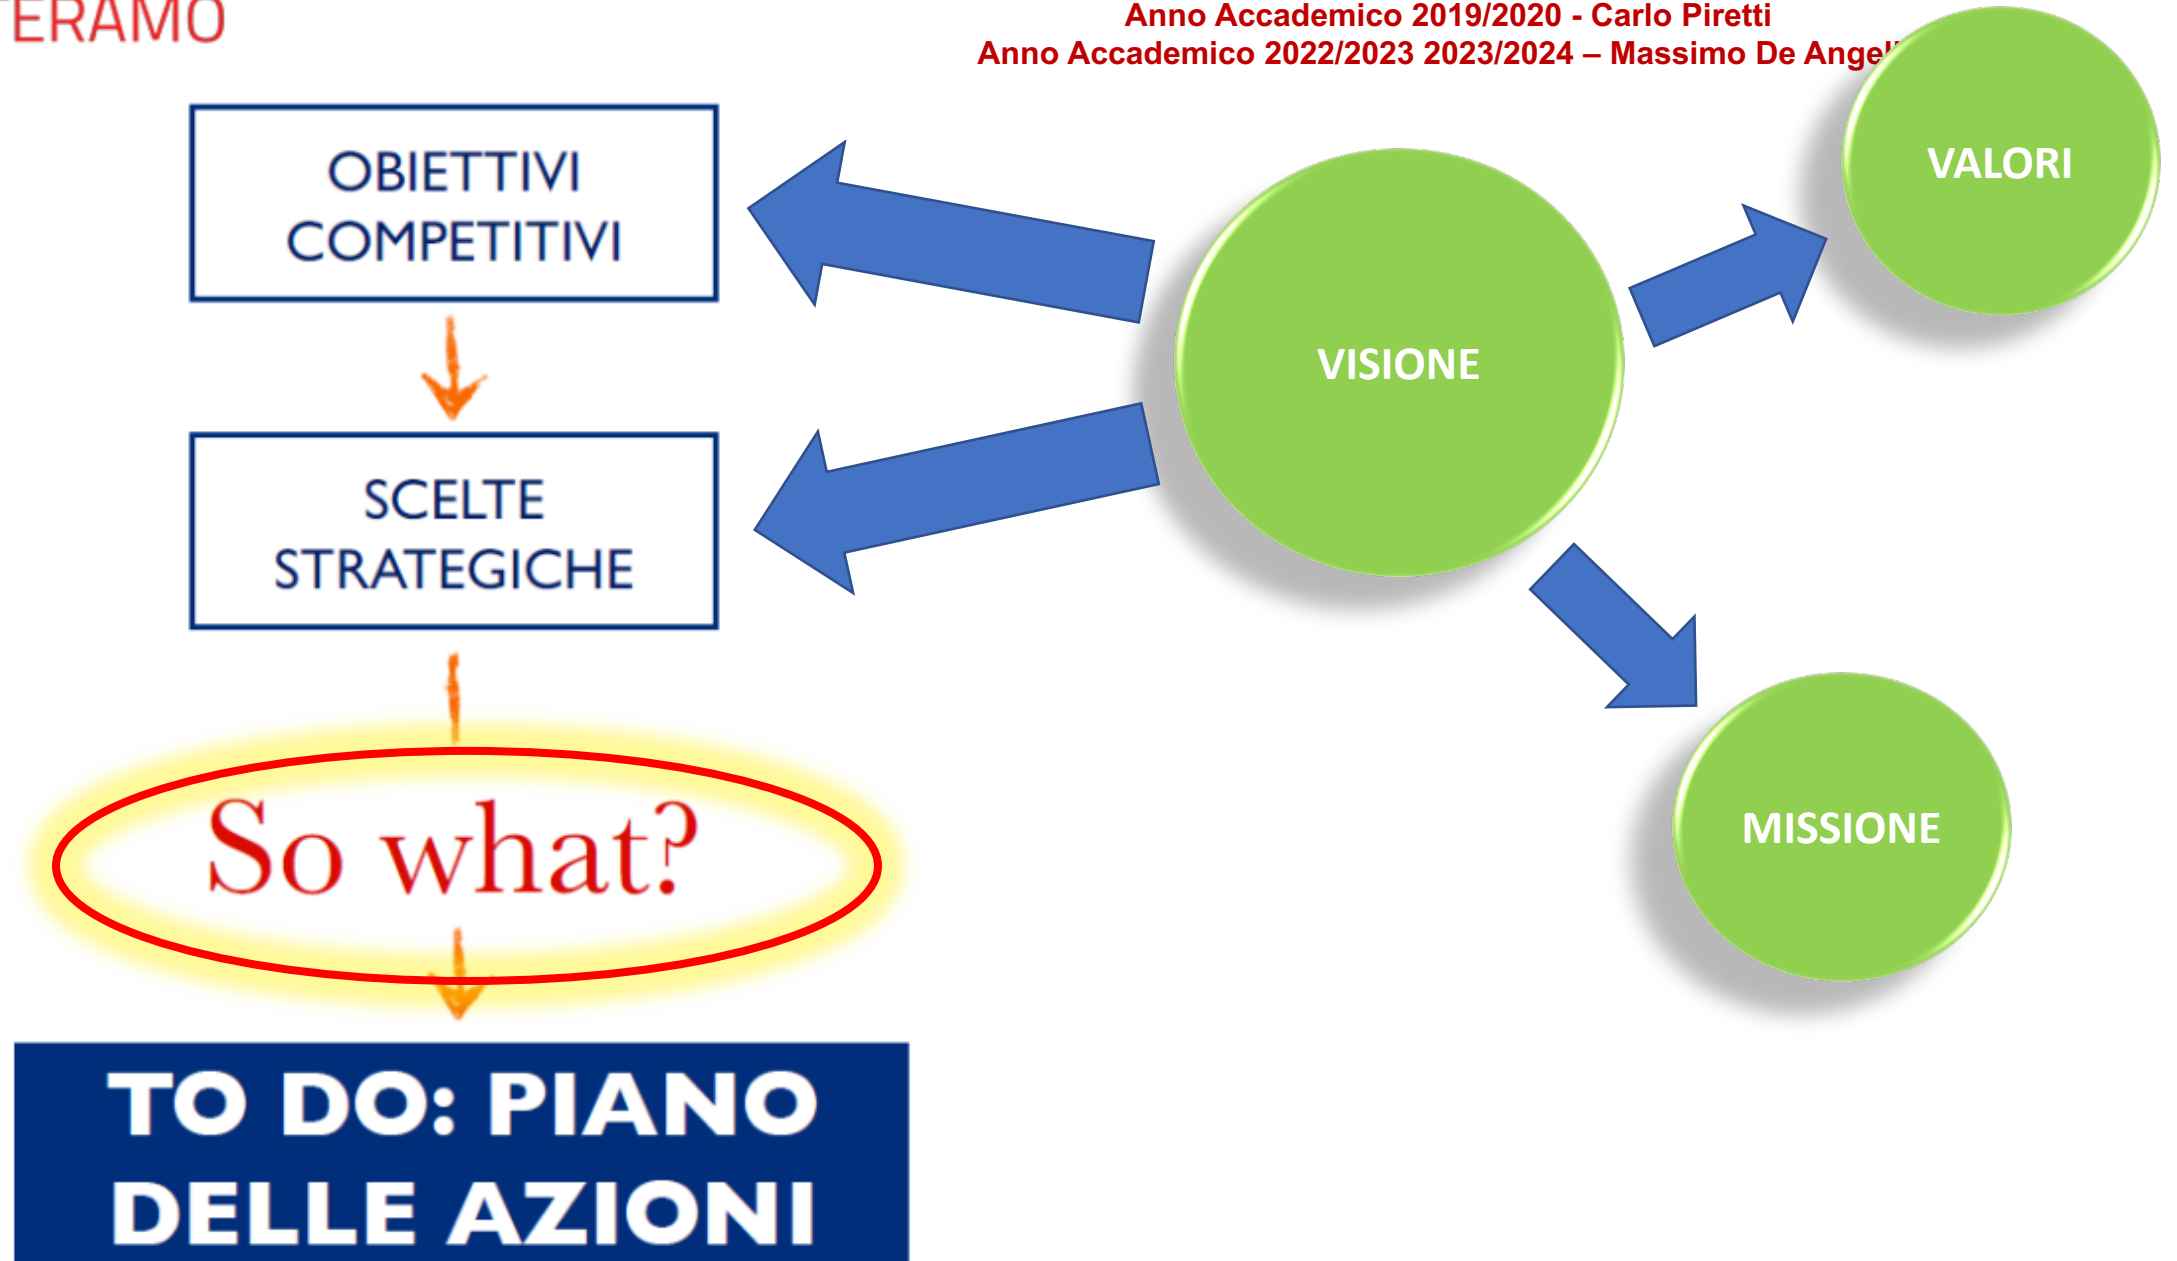 TERAMO
Anno Accademico 2019/2020 - Carlo Piretti
Anno Accademico 2022/2023 2023/2024 – Massimo De
OBIETTIVI
COMPETITIVI
SCELTE
STRATEGICHE
So what?
TO DO: PIANO
DELLE AZIONI
VISIONE
VALORI
MISSIONE